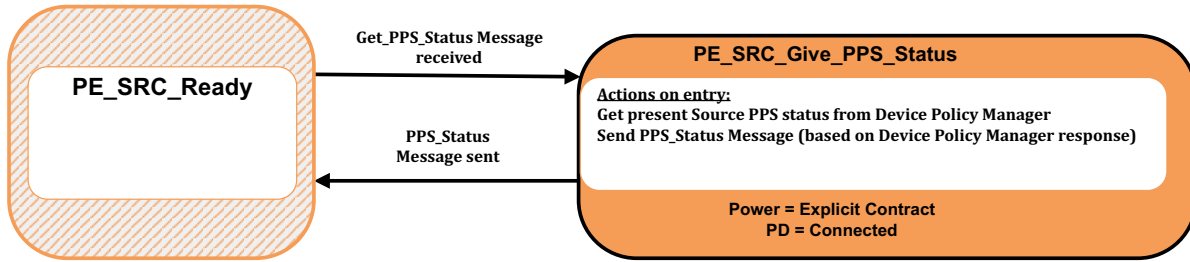 PE_SRC_Ready
Get_PPS_Status Message
received
PPS_Status
Message sent
PE_SRC_Give_PPS_Status
Actions on entry:
Get present Source PPS status from Device Policy Manager
Send PPS_Status Message (based on Device Policy Manager response)
Power = Explicit Contract
PD = Connected